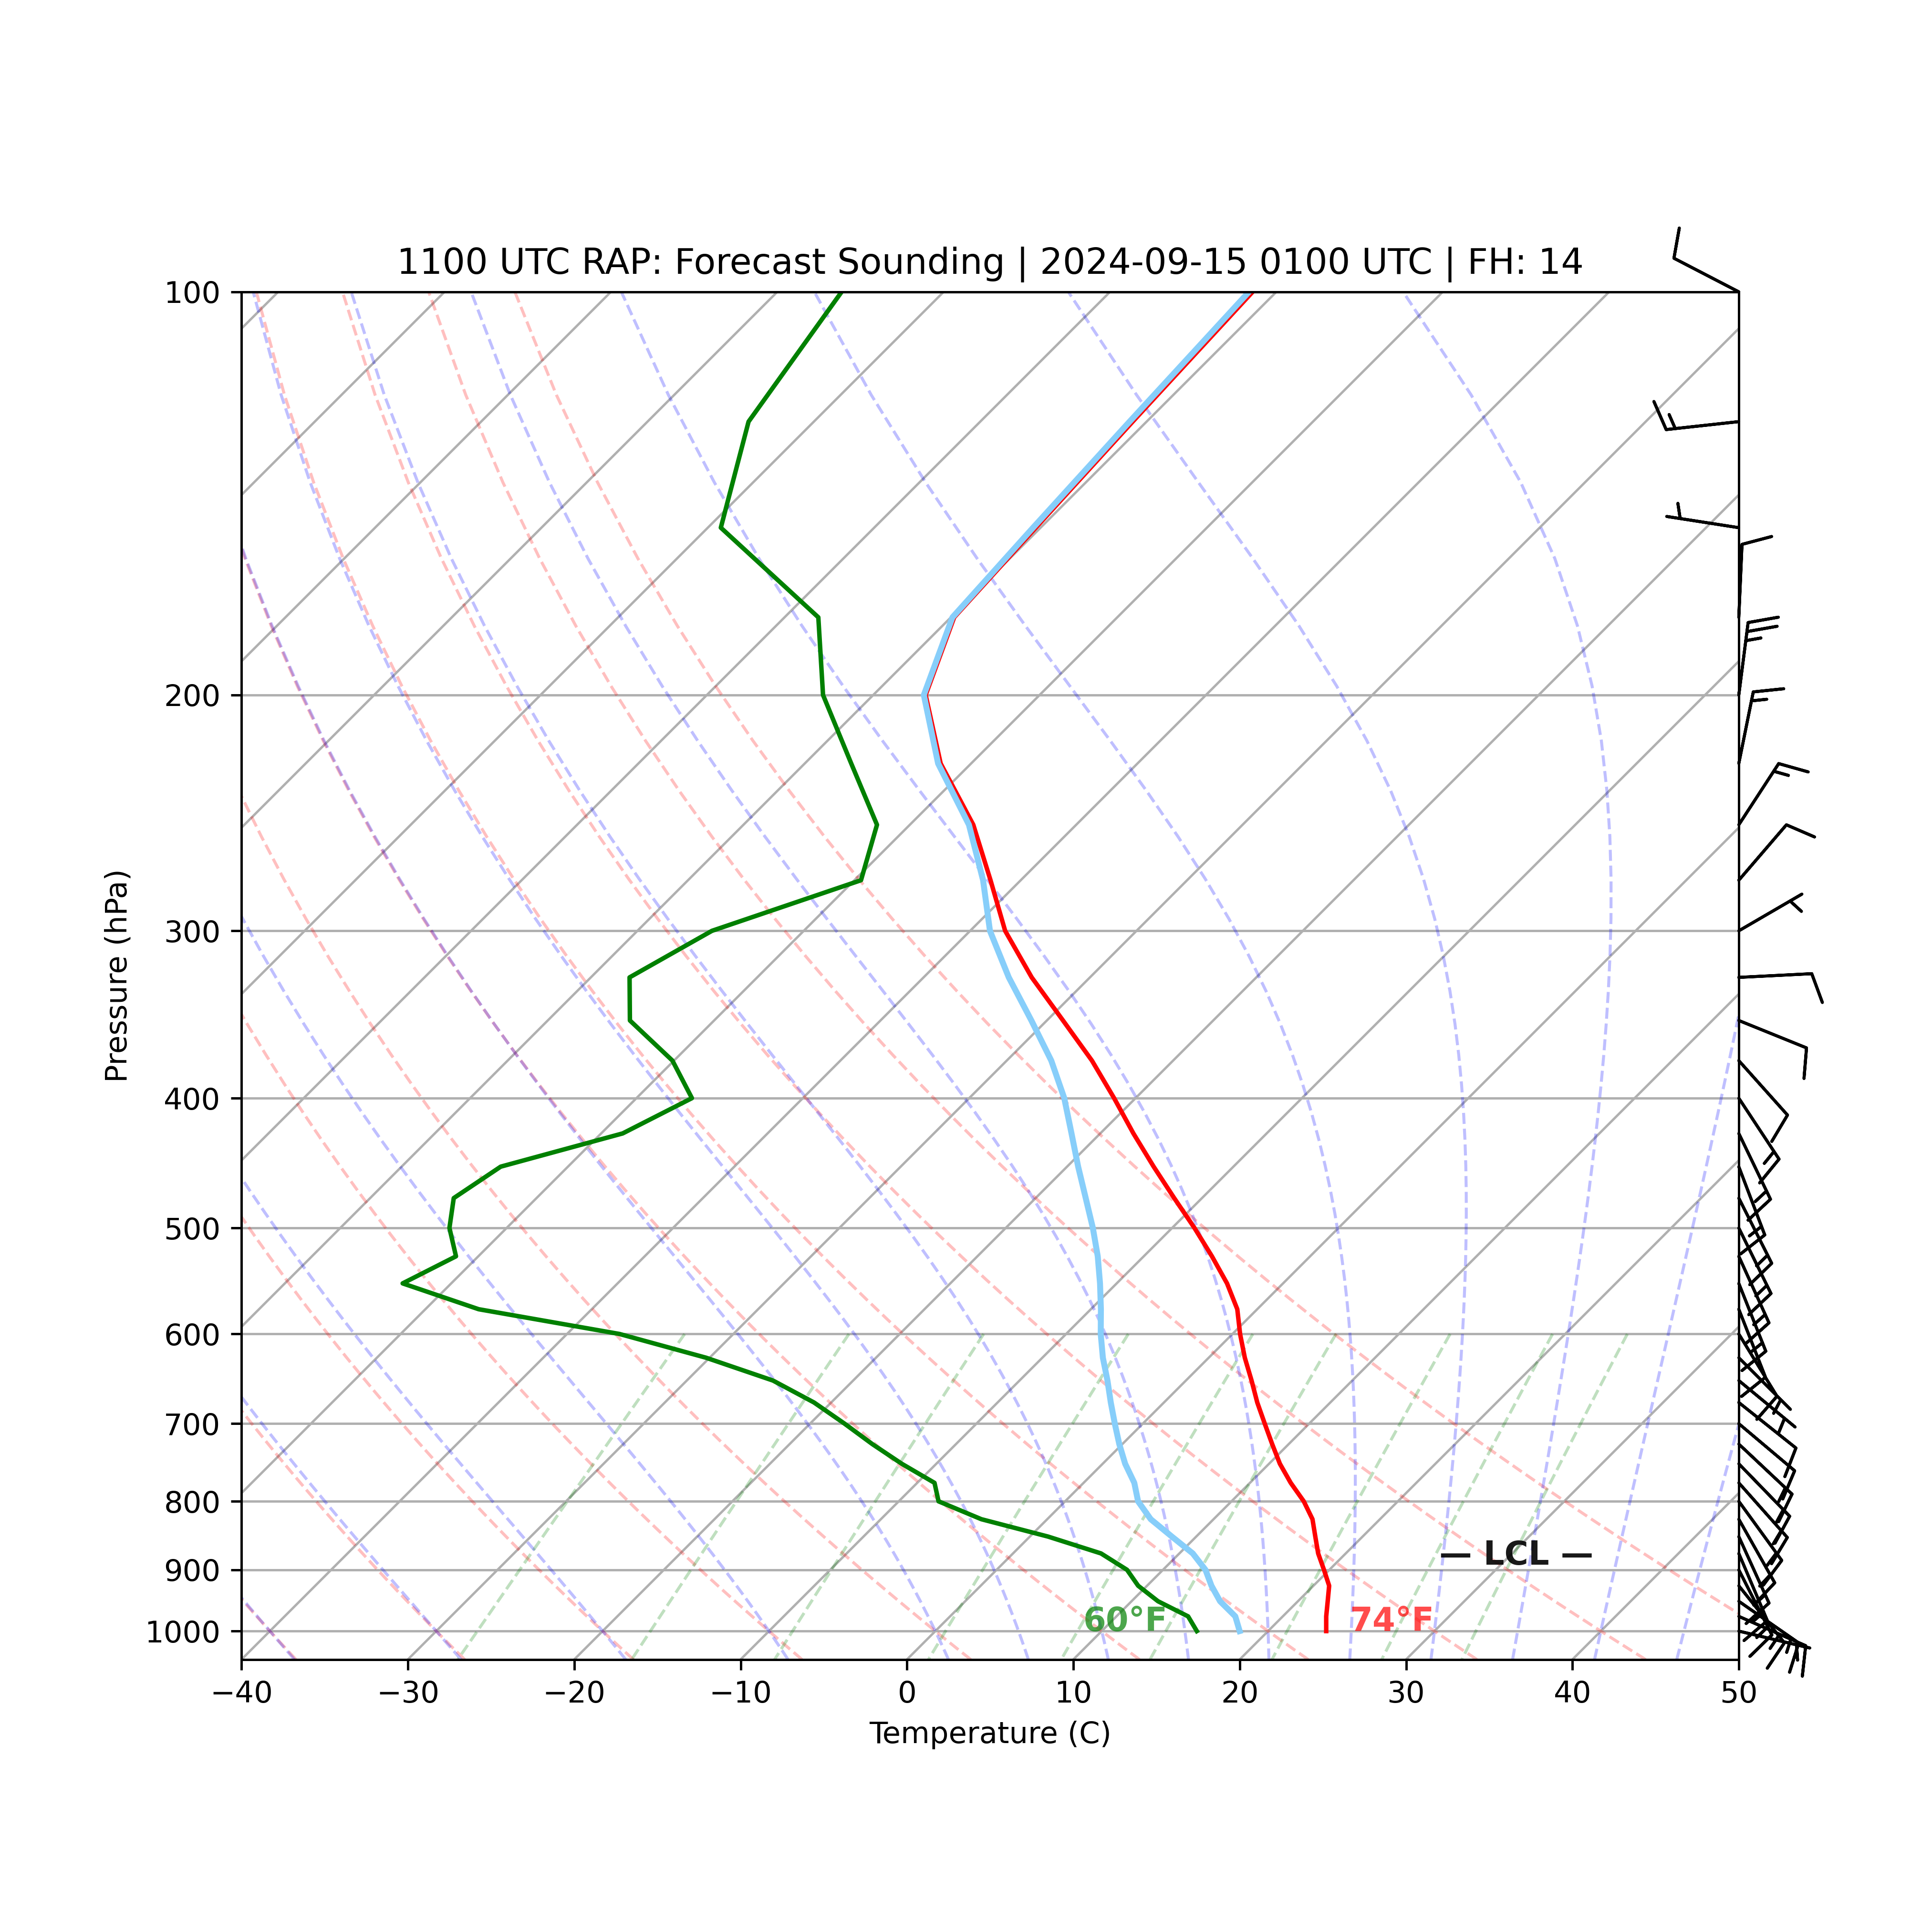 1100 UTC RAP: Forecast Sounding | 2024-09-15 0100 UTC | FH: 14
100
200
300
400
500
600
700
800
900
1000
Pressure (hPa)
— LCL —
60°F
74°F
−40 −30 −20 −10 0 10 20 30 40 50
Temperature (C)